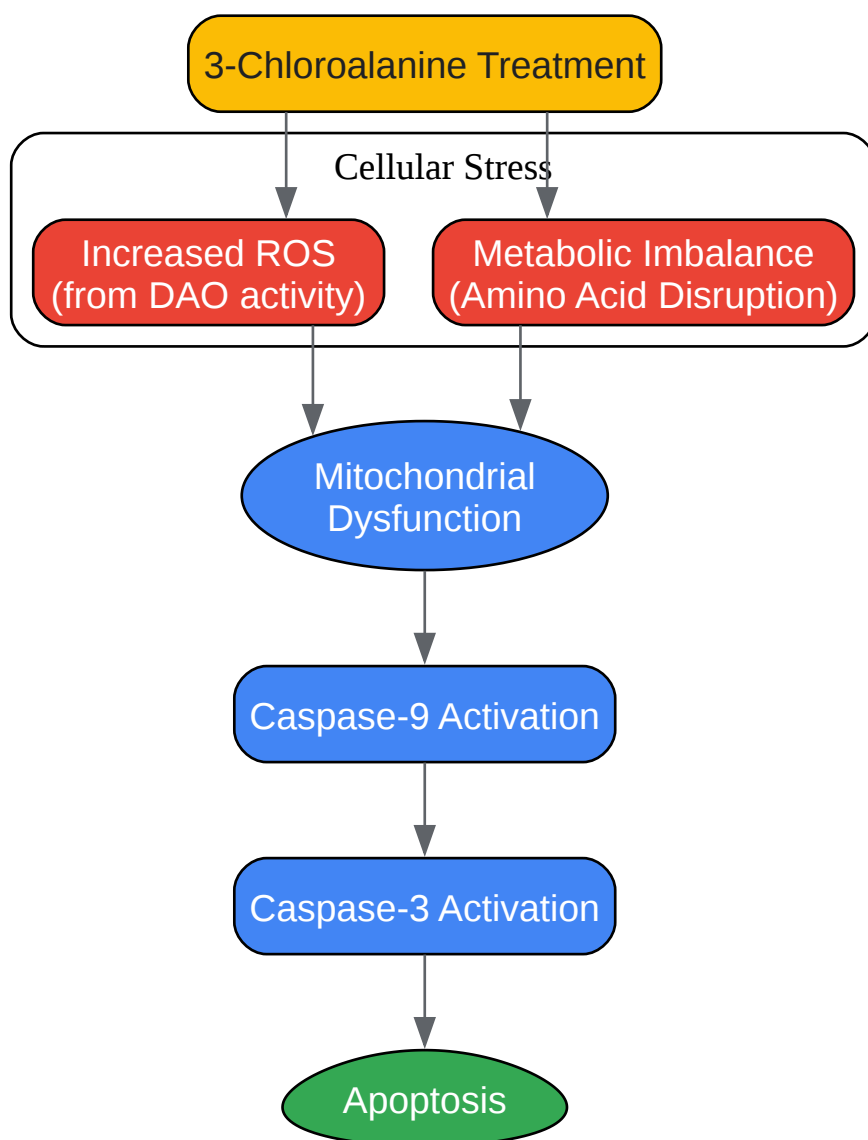 3-Chloroalanine Treatment
Cellular Stress
Increased ROS
(from DAO activity)
Metabolic Imbalance
(Amino Acid Disruption)
Mitochondrial
Dysfunction
Caspase-9 Activation
Caspase-3 Activation
Apoptosis